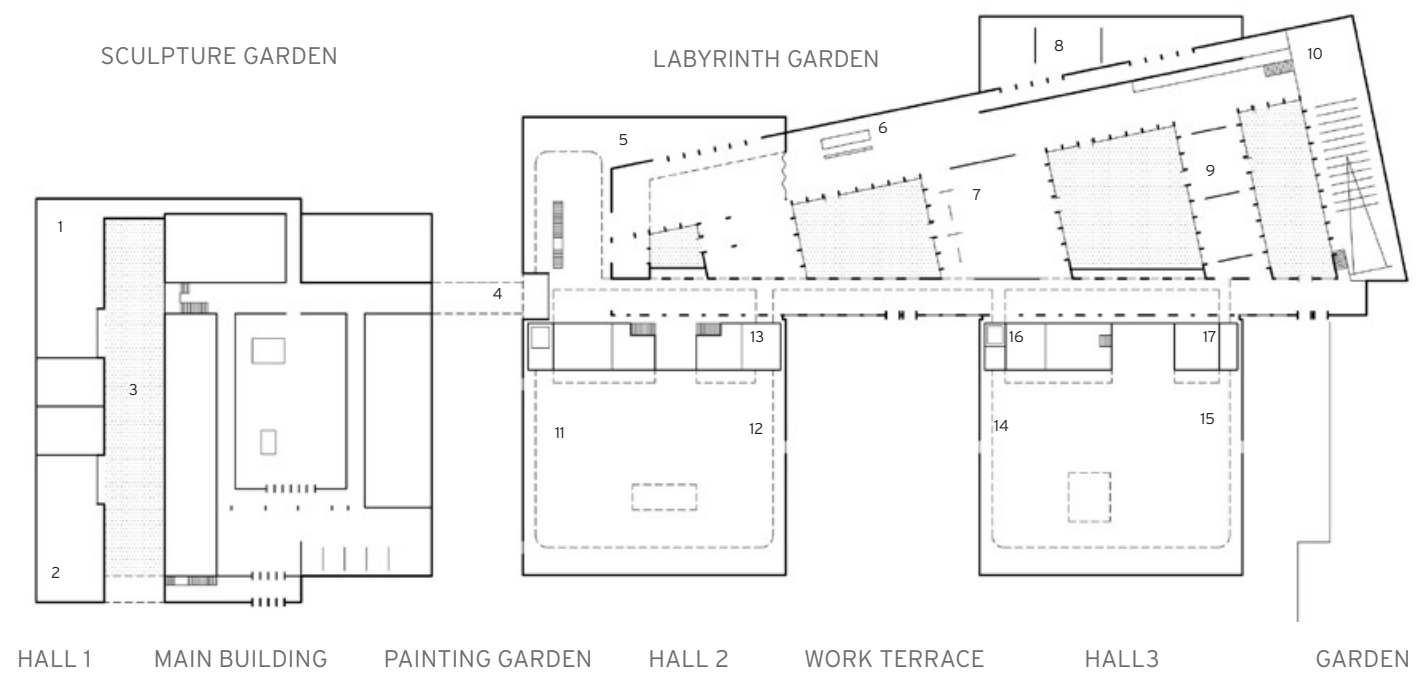 SCULPTURE GARDEN
LABYRINTH GARDEN
8
10
5
6
9
7
1
4
13
16
17
3
11
12
14
15
2
HALL 1
MAIN BUILDING
PAINTING GARDEN
HALL 2
WORK TERRACE
HALL3
GARDEN